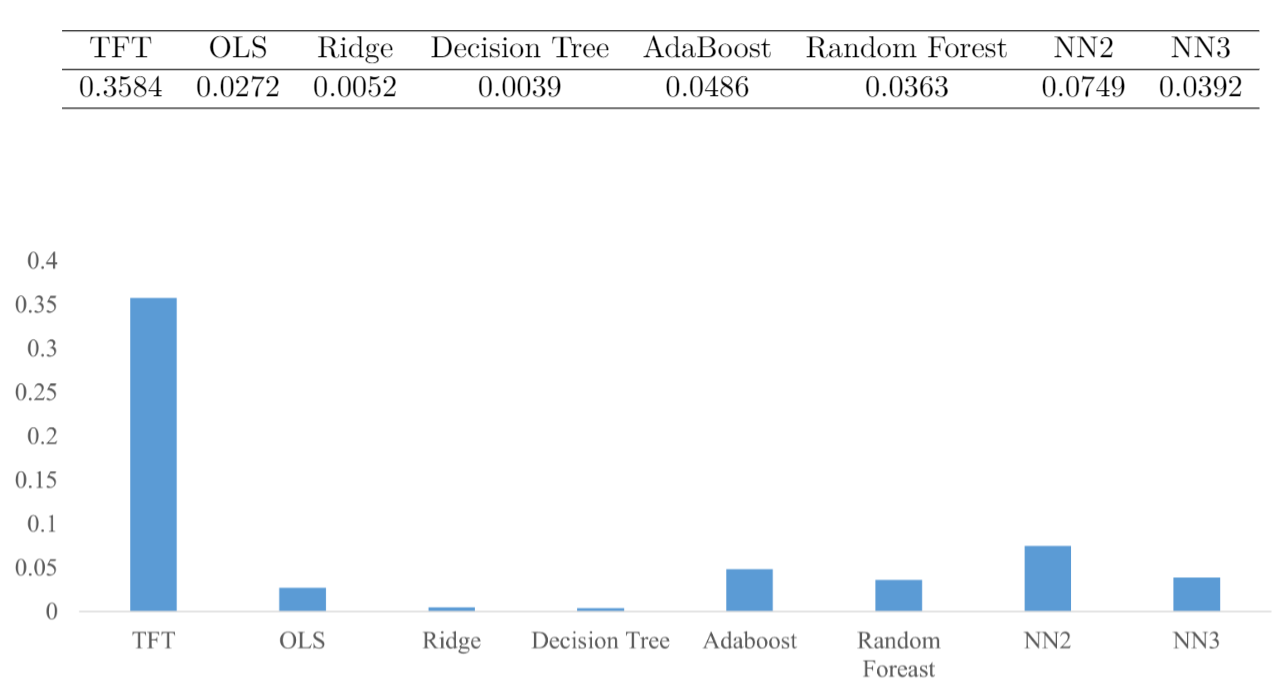 TFT OLS Ridge Decision Tree AdaBoost Random Forest NN2 NN3
0.3584 0.0272 0.0052 0.0039 0.0486 0.0363 0.0749 0.0392
0.4
0.35
0.3
0.25
0.2
0.15
0.1
0.05
0
TFT OLS Ridge Decision Tree Adaboost Random NN2 NN3
Foreast